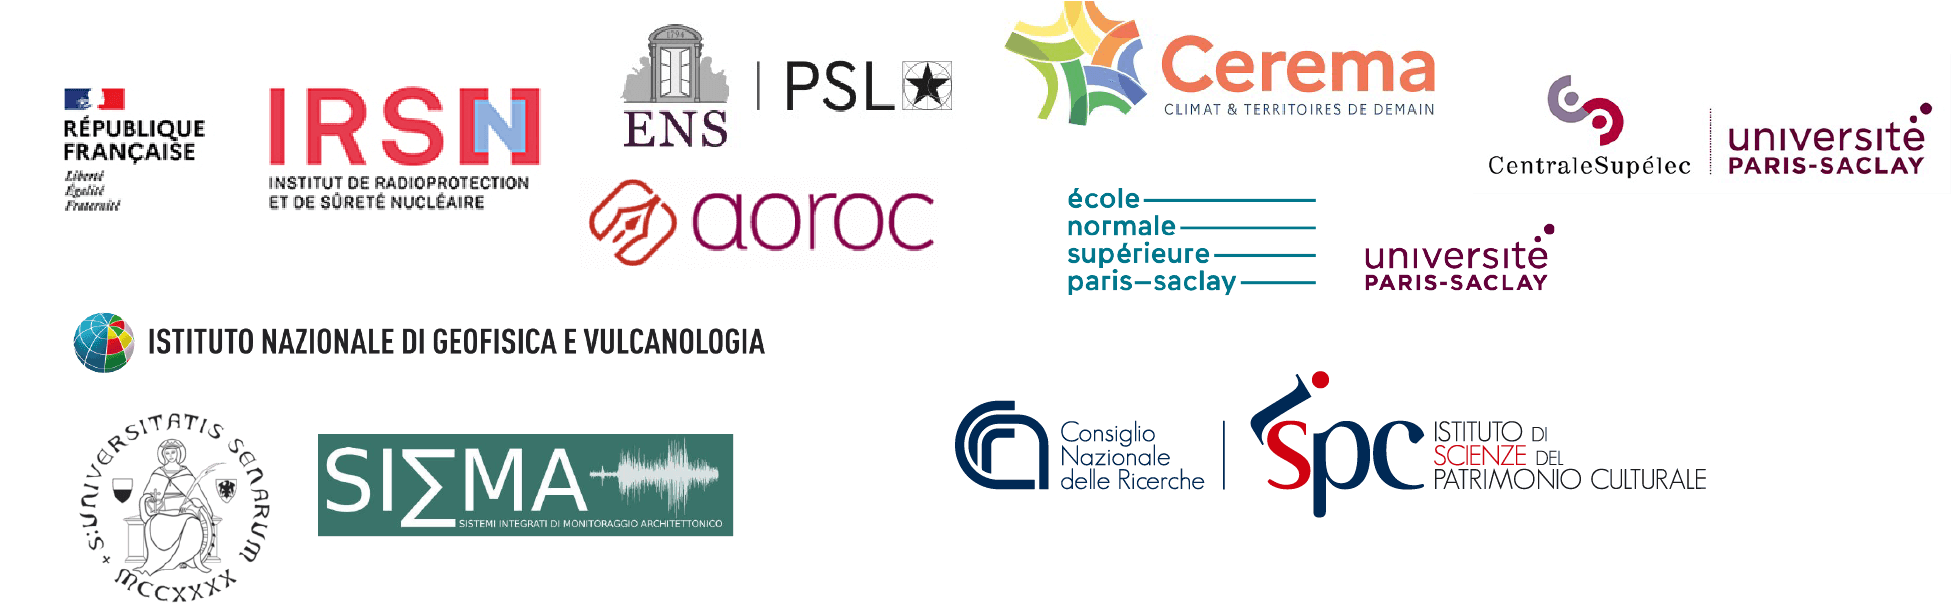 RÉPUBLIQUE
FRANÇAISE
Liberté
Égalité
Fraternité
IRSN
INSTITUT DE RADIOPROTECTION
ET DE SÛRETÉ NUCLÉAIRE
1794
ENS
PSL
aoroc
Cerema
CLIMAT & TERRITOIRES DE DEMAIN
CentraleSupélec
université
PARIS-SACLAY
école
normale
supérieure
paris–saclay
université
PARIS-SACLAY
ISTITUTO NAZIONALE DI GEOFISICA E VULCANOLOGIA
S:UNIVERSITATIS SENARUM
MCCXXXX
SIΣMA
SISTEMI INTEGRATI DI MONITORAGGIO ARCHITETTONICO
Consiglio
Nazionale
delle Ricerche
ispc
ISTITUTO DI
SCIENZE DEL
PATRIMONIO CULTURALE